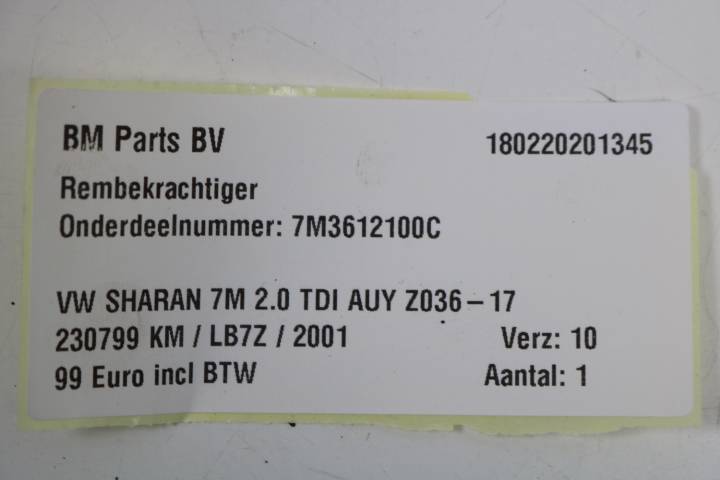 BM Parts BV 180220201345
Rembekrachtiger
Onderdeelnummer: 7M3612100C
VW SHARAN 7M 2.0 TDI AUY Z036-17
230799 KM / LB7Z / 2001 Verz: 10
99 Euro incl BTW Aantal: 1